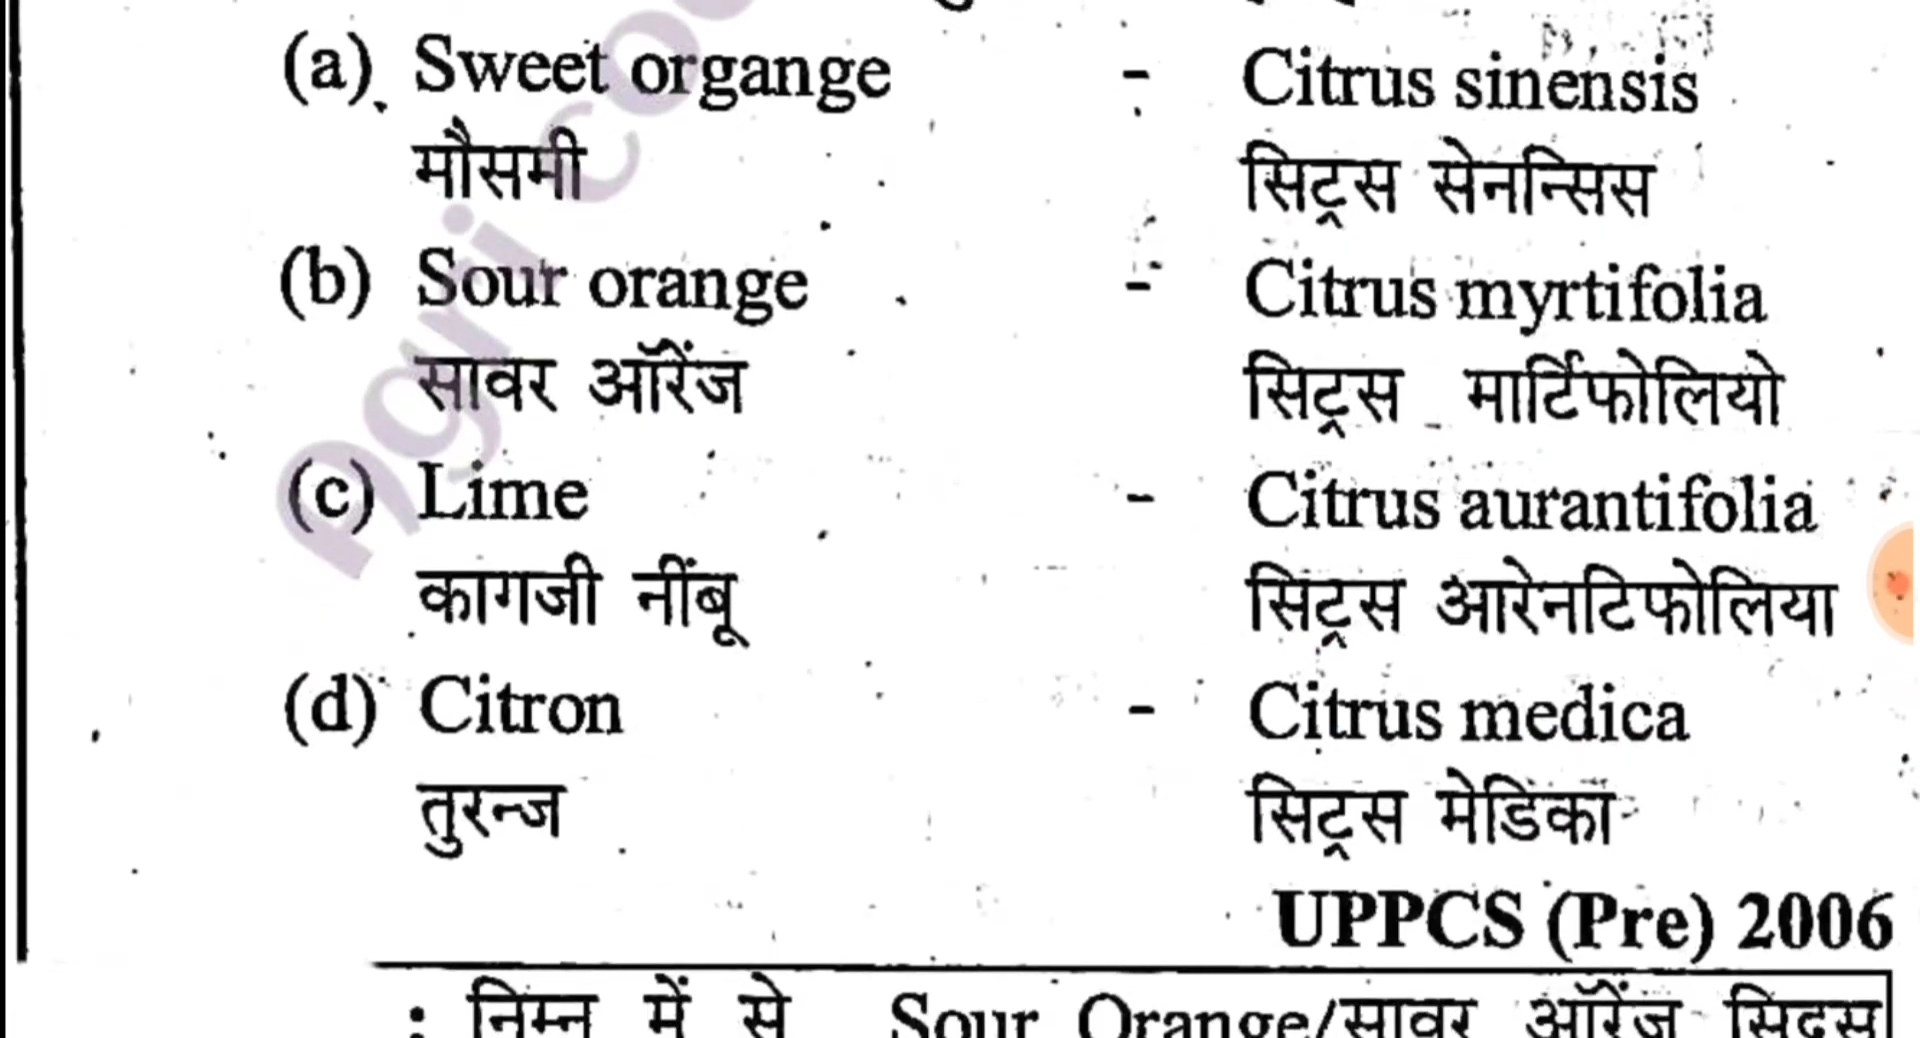 (a) Sweet organge - Citrus sinensis
मौसमी सिट्रस सेनन्सिस
(b) Sour orange - Citrus myrtifolia
सावर ऑरेंज सिट्रस मार्टिफोलियो
(c) Lime - Citrus aurantifolia
कागजी नींबू सिट्रस आरेनटिफोलिया
(d) Citron - Citrus medica
तुरन्ज सिट्रस मेडिका
UPPCS (Pre) 2006
: निम्न में से Sour Orange/सावर ऑरेंज सिट्रस
Agri